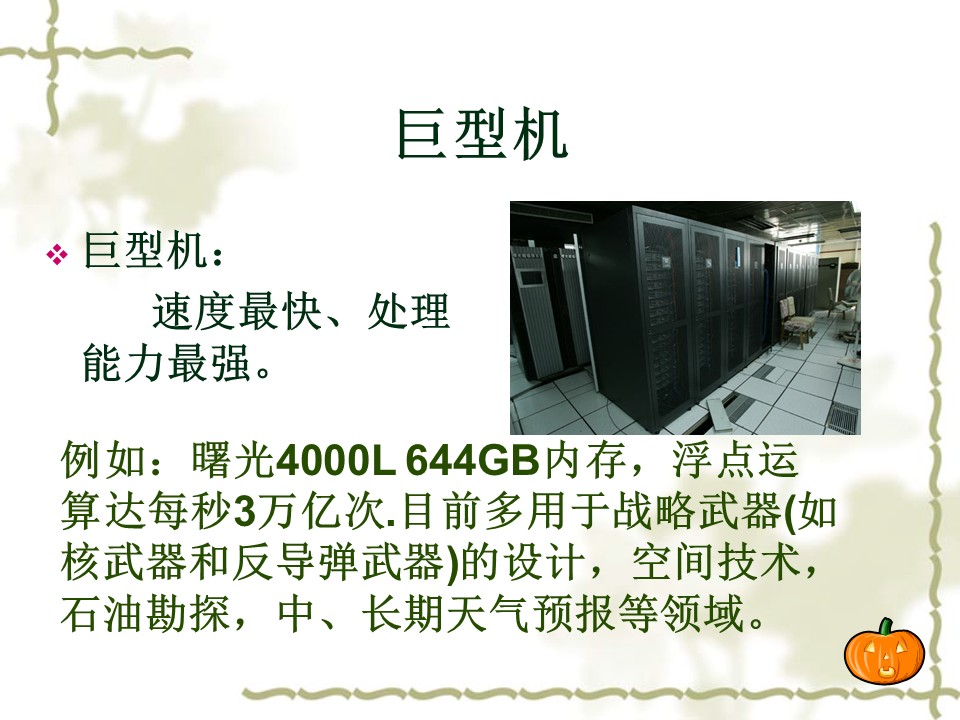 巨型机
巨型机：
速度最快、处理
能力最强。
例如：曙光4000L 644GB内存，浮点运
算达每秒3万亿次.目前多用于战略武器(如
核武器和反导弹武器)的设计，空间技术，
石油勘探，中、长期天气预报等领域。